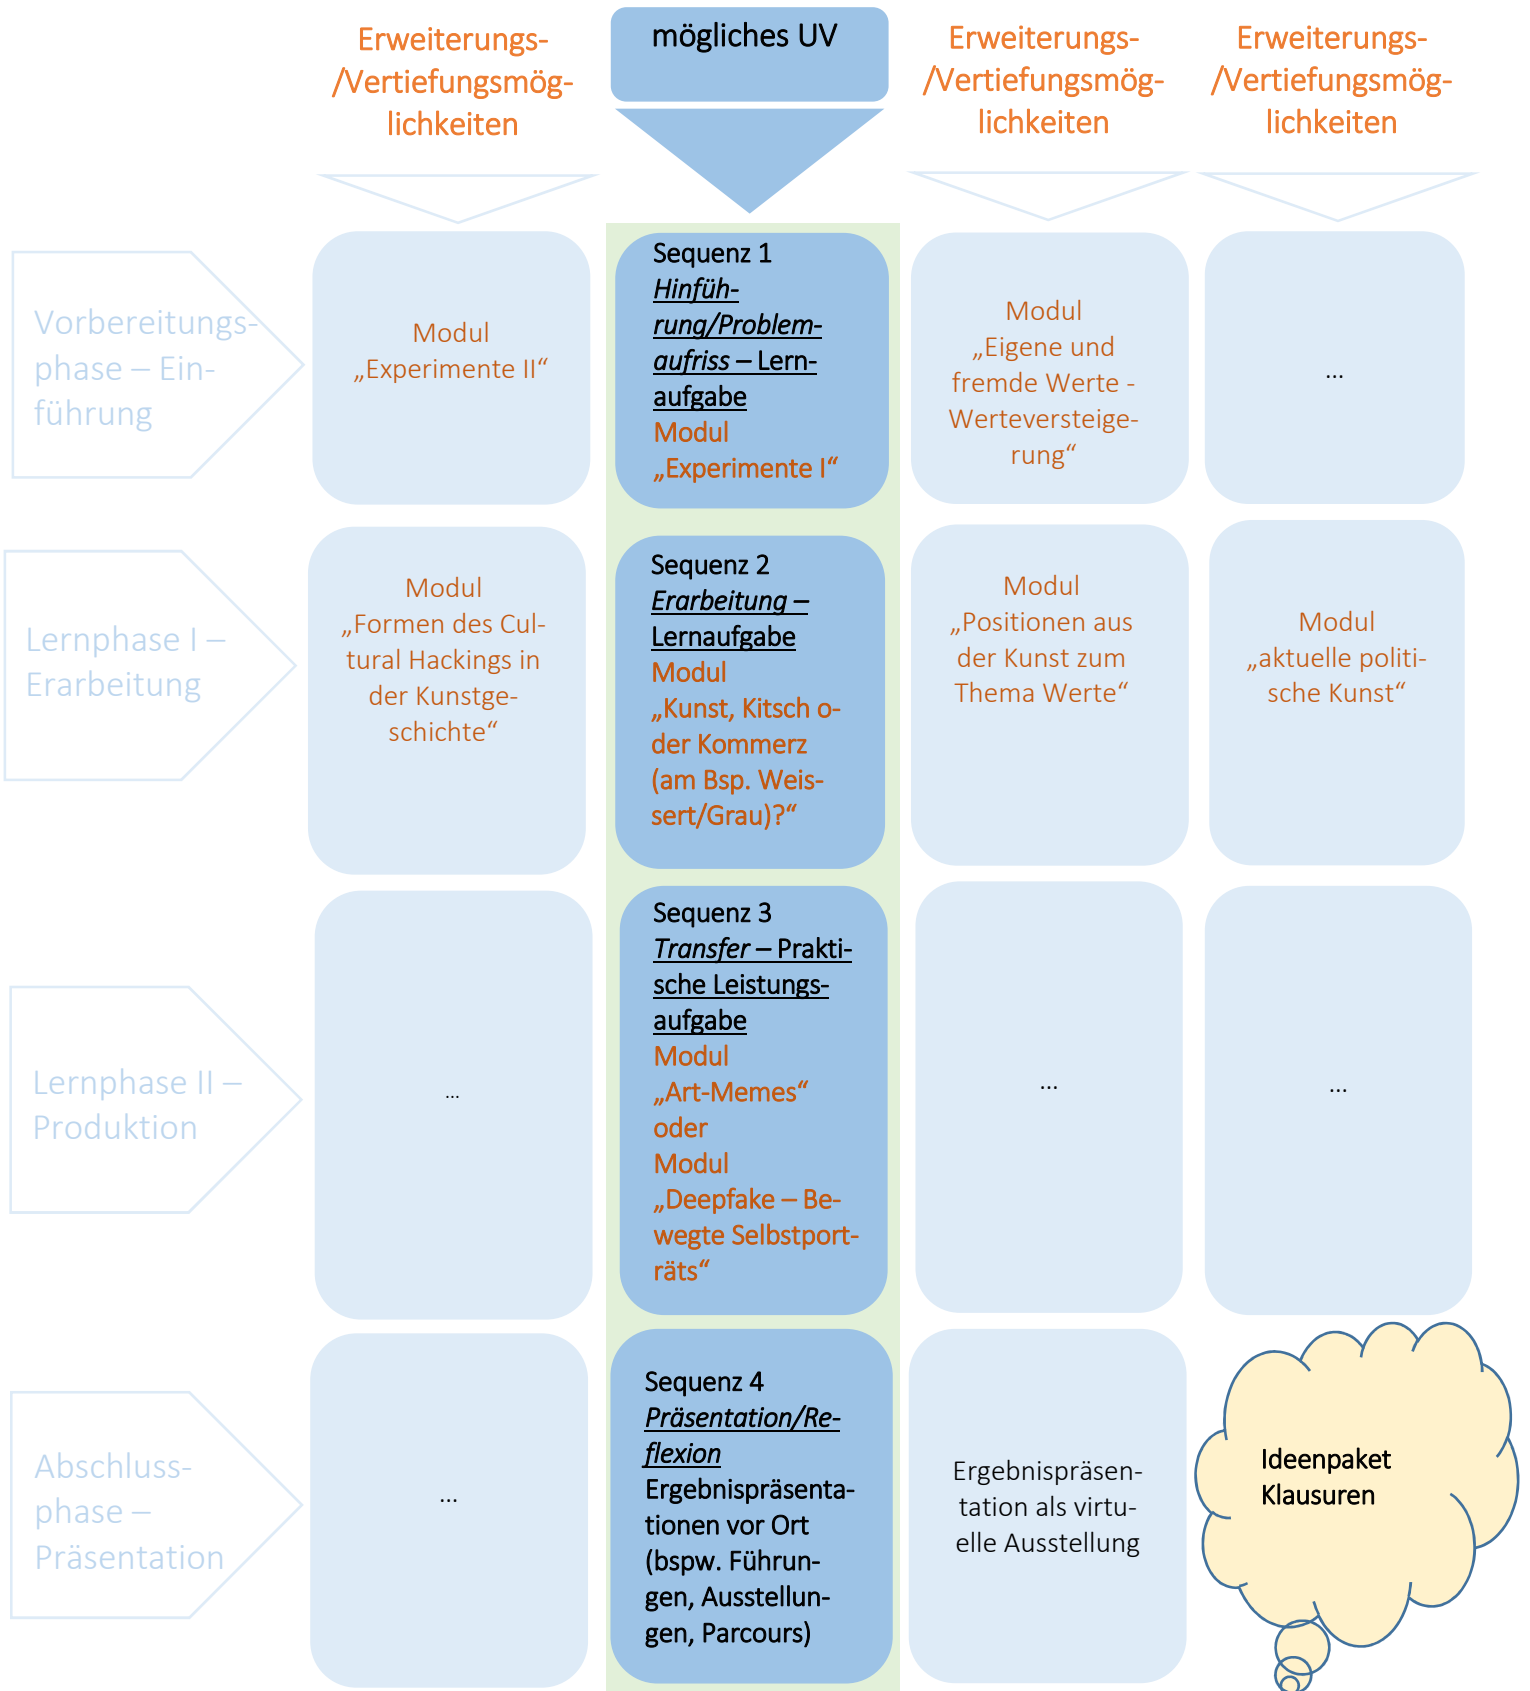 Erweiterungs-
/Vertiefungsmög-
lichkeiten
mögliches UV
Erweiterungs-
/Vertiefungsmög-
lichkeiten
Erweiterungs-
/Vertiefungsmög-
lichkeiten
Vorbereitungs-
phase – Ein-
führung
Modul
„Experimente II“
Sequenz 1
Hinfüh-
rung/Problem-
aufriss – Lern-
aufgabe
Modul
„Experimente I“
Modul
„Eigene und
fremde Werte -
Werteversteige-
rung“
...
Lernphase I –
Erarbeitung
Modul
„Formen des Cul-
tural Hackings in
der Kunstge-
schichte“
Sequenz 2
Erarbeitung –
Lernaufgabe
Modul
„Kunst, Kitsch o-
der Kommerz
(am Bsp. Weis-
sert/Grau)?“
Modul
„Positionen aus
der Kunst zum
Thema Werte“
Modul
„aktuelle politi-
sche Kunst“
Lernphase II –
Produktion
...
Sequenz 3
Transfer – Prakti-
sche Leistungs-
aufgabe
Modul
„Art-Memes“
oder
Modul
„Deepfake – Be-
wegte Selbstport-
räts“
...
...
Abschluss-
phase –
Präsentation
...
Sequenz 4
Präsentation/Re-
flexion
Ergebnispräsenta-
tionen vor Ort
(bspw. Führun-
gen, Ausstellun-
gen, Parcours)
Ergebnispräsen-
tation als virtu-
elle Ausstellung
Ideenpaket
Klausuren